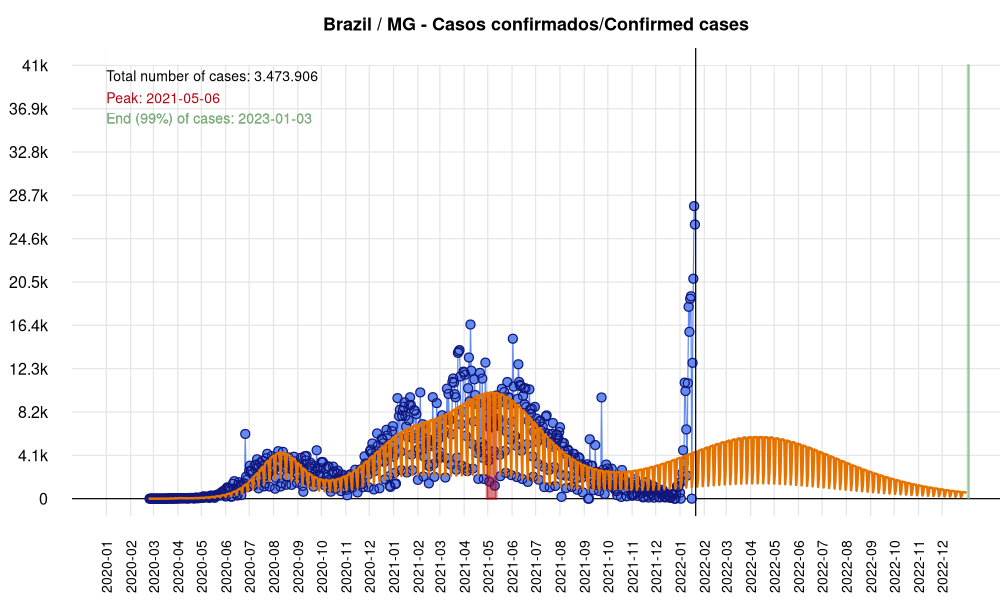 Brazil / MG - Casos confirmados/Confirmed cases
41k
36.9k
32.8k
28.7k
24.6k
20.5k
16.4k
12.3k
8.2k
4.1k
0
Total number of cases: 3.473.906
Peak: 2021-05-06
End (99%) of cases: 2023-01-03
2020-01
2020-02
2020-03
2020-04
2020-05
2020-06
2020-07
2020-08
2020-09
2020-10
2020-11
2020-12
2021-01
2021-02
2021-03
2021-04
2021-05
2021-06
2021-07
2021-08
2021-09
2021-10
2021-11
2021-12
2022-01
2022-02
2022-03
2022-04
2022-05
2022-06
2022-07
2022-08
2022-09
2022-10
2022-11
2022-12